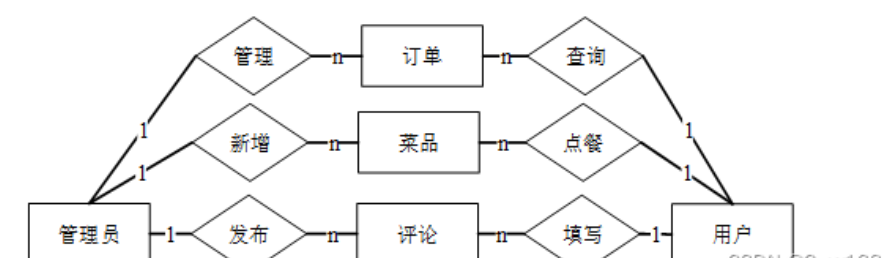 管理 n 订单 n 查询
1 1
新增 n 菜品 n 点餐
1 1
管理员 1 发布 n 评论 n 填写 1 用户